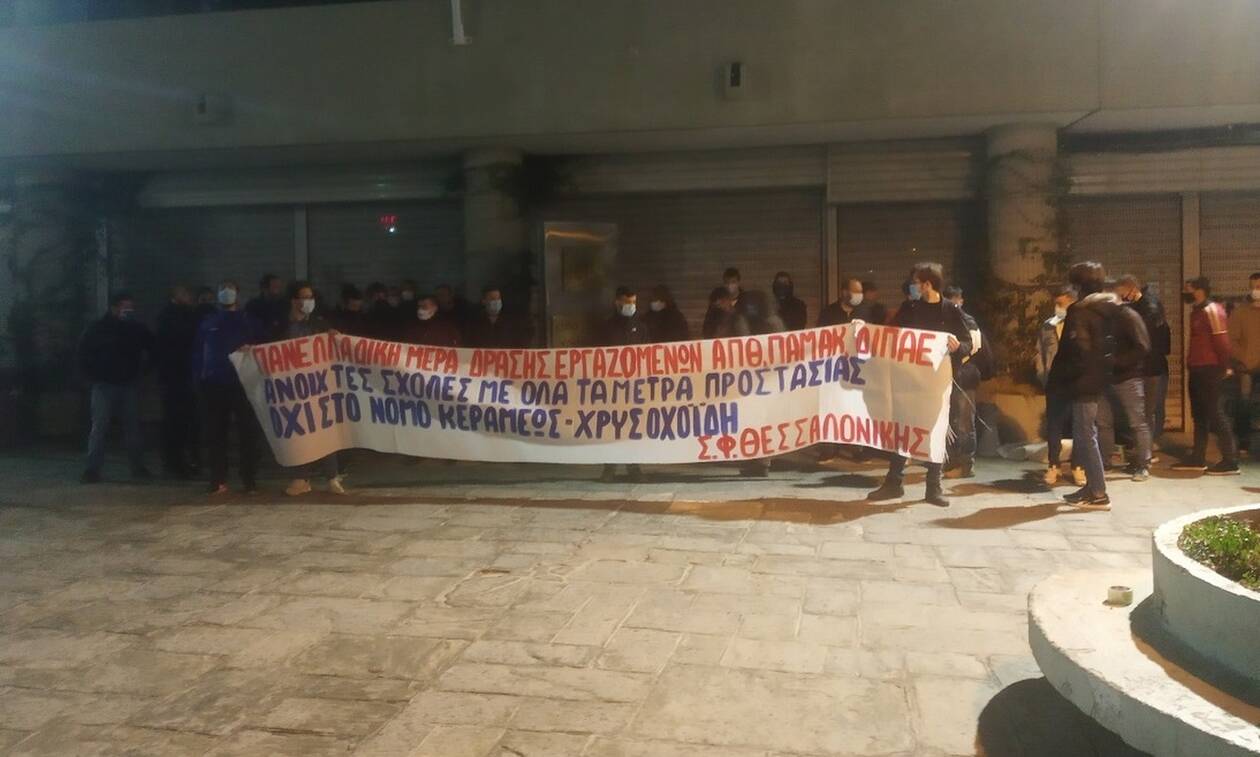 ΠΑΝΕΛΛΑΔΙΚΗ ΜΕΡΑ ΔΡΑΣΗΣ ΕΡΓΑΖΟΜΕΝΩΝ ΑΠΘ, ΠΑΜΑΚ ΔΙΠΑΕ
ΑΝΟΙΧΤΕΣ ΣΧΟΛΕΣ ΜΕ ΟΛΑ ΤΑ ΜΕΤΡΑ ΠΡΟΣΤΑΣΙΑΣ
ΟΧΙ ΣΤΟ ΝΟΜΟ ΚΕΡΑΜΕΩΣ-ΧΡΥΣΟΧΟΪΔΗ
Σ.Φ. ΘΕΣΣΑΛΟΝΙΚΗΣ